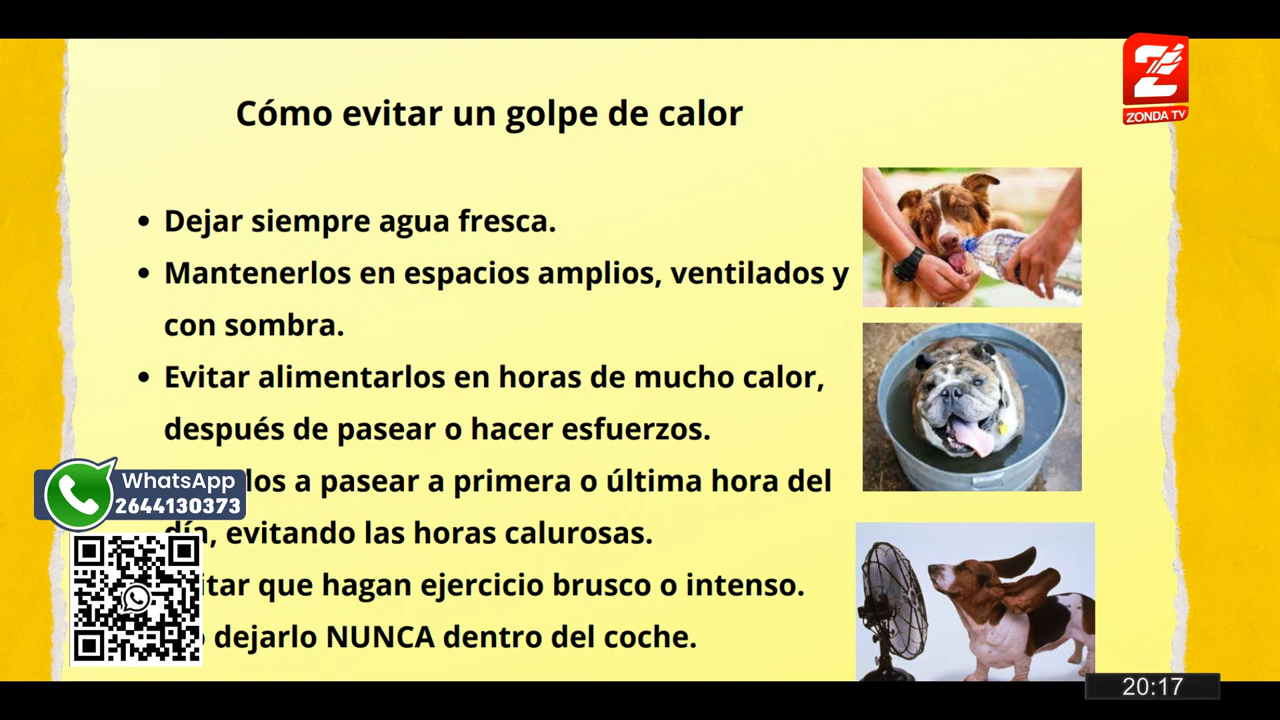 Cómo evitar un golpe de calor
ZONDA TV
• Dejar siempre agua fresca.
• Mantenerlos en espacios amplios, ventilados y
con sombra.
• Evitar alimentarlos en horas de mucho calor,
después de pasear o hacer esfuerzos.
a pasear a primera o última hora del
día, evitando las horas calurosas.
que hagan ejercicio brusco o intenso.
dejarlo NUNCA dentro del coche.
WhatsApp
2644130373
20:17